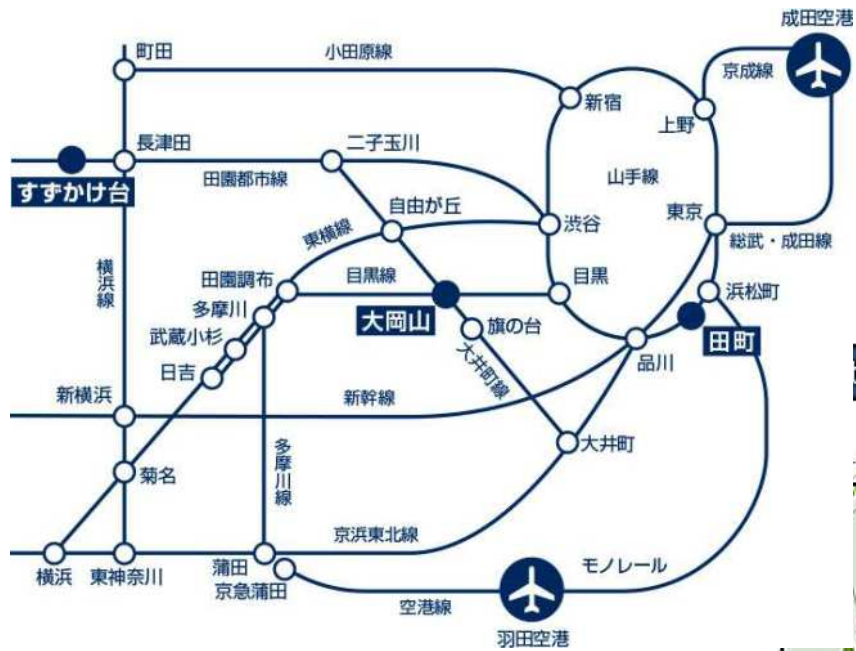 成田空港
町田
小田原線
京成線
新宿
上野
長津田
二子玉川
田園都市線
山手線
すずかけ台
自由が丘
渋谷
東京
東横線
総武・成田線
横浜線
田園調布
目黒線
目黒
浜松町
多摩川
大岡山
旗の台
田町
武蔵小杉
日吉
大井町線
品川
新横浜
新幹線
多摩川線
大井町
菊名
京浜東北線
横浜
東神奈川
蒲田
京急蒲田
モノレール
空港線
羽田空港